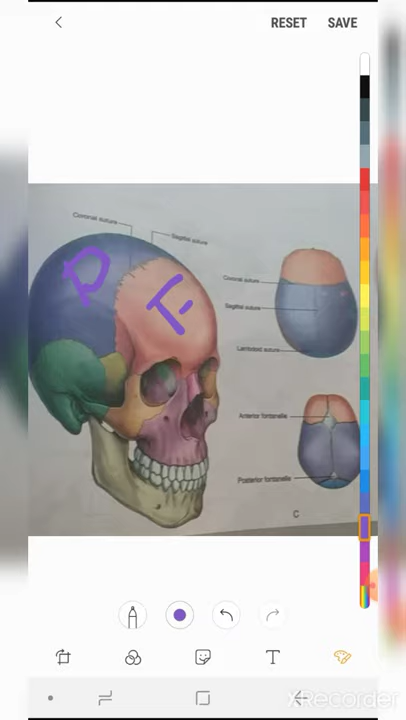 RESET SAVE
Coronal suture
Sagittal suture
P F
Coronal suture
Sagittal suture
Lambdoid suture
Anterior fontanelle
Posterior fontanelle
C
T
XRecorder